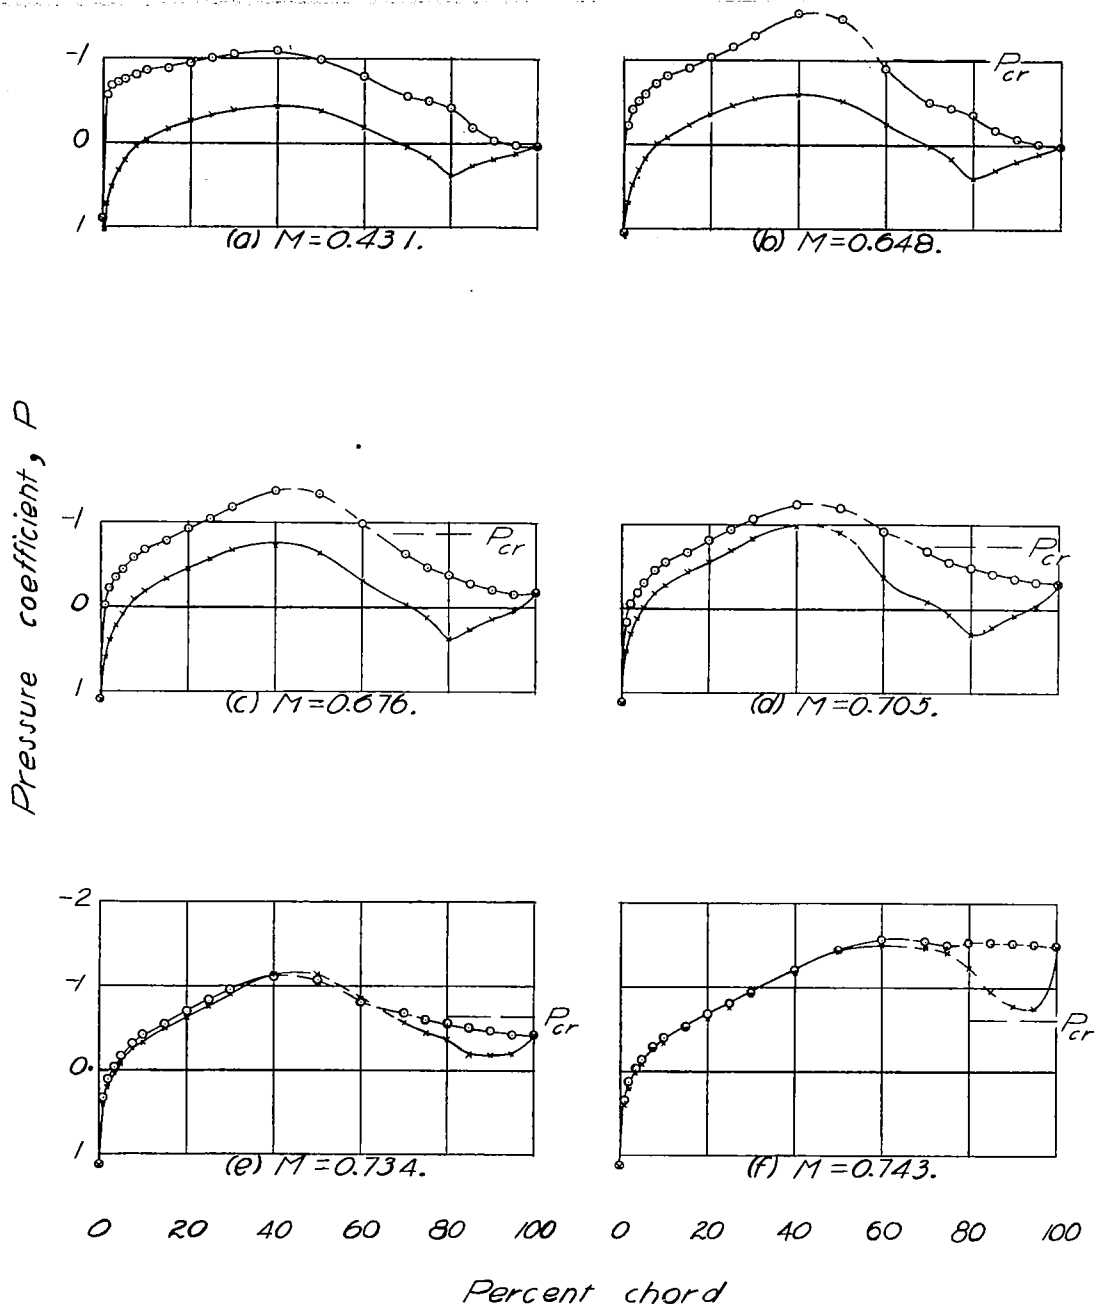 -1
0
1
(a) M=0.431.
P_cr
(b) M=0.648.
Pressure coefficient, P
-1
0
1
P_cr
(c) M=0.676.
P_cr
(d) M=0.705.
-2
-1
0
1
P_cr
(e) M=0.734.
P_cr
(f) M=0.743.
0 20 40 60 80 100
0 20 40 60 80 100
Percent chord